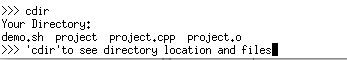 >>> cdir
Your Directory:
demo.sh  project  project.cpp  project.o
>>> 'cdir'to see directory location and files